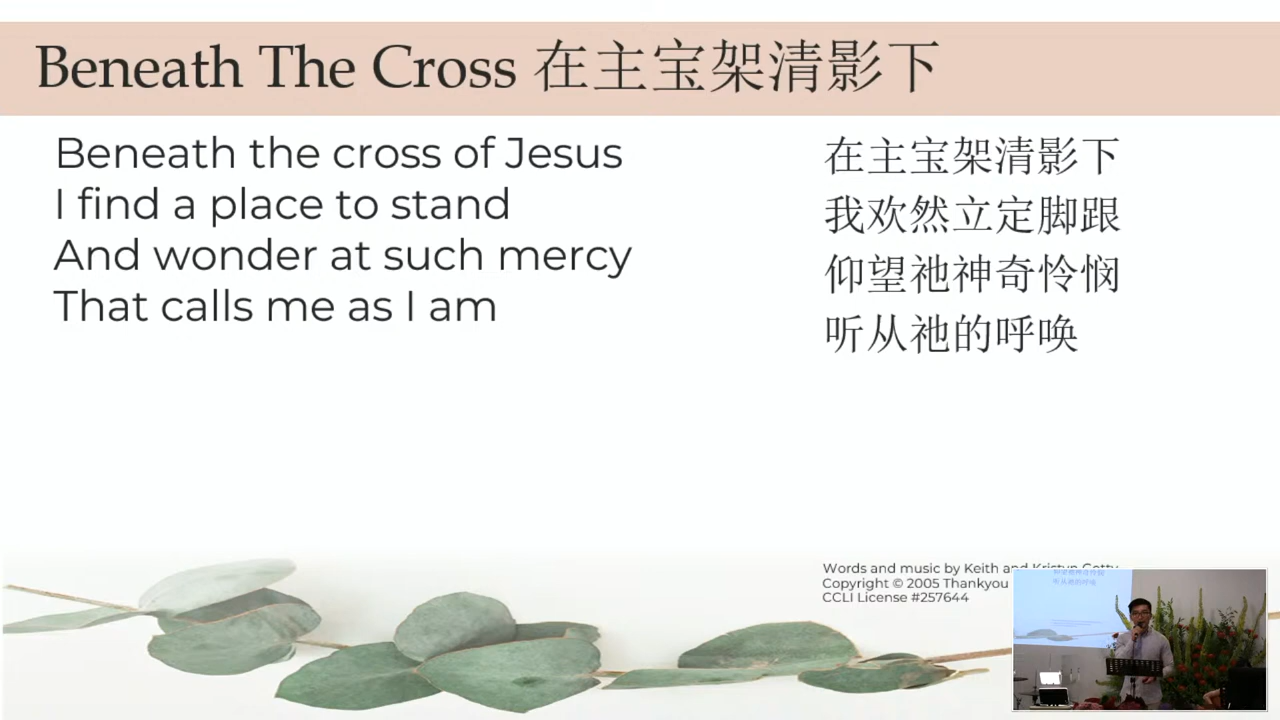 Beneath The Cross 在主宝架清影下
Beneath the cross of Jesus
I find a place to stand
And wonder at such mercy
That calls me as I am
在主宝架清影下
我欢然立定脚跟
仰望祂神奇怜悯
听从祂的呼唤
Words and music by Keith and Kristyn Getty
Copyright © 2005 Thankyou
CCLI License #257644